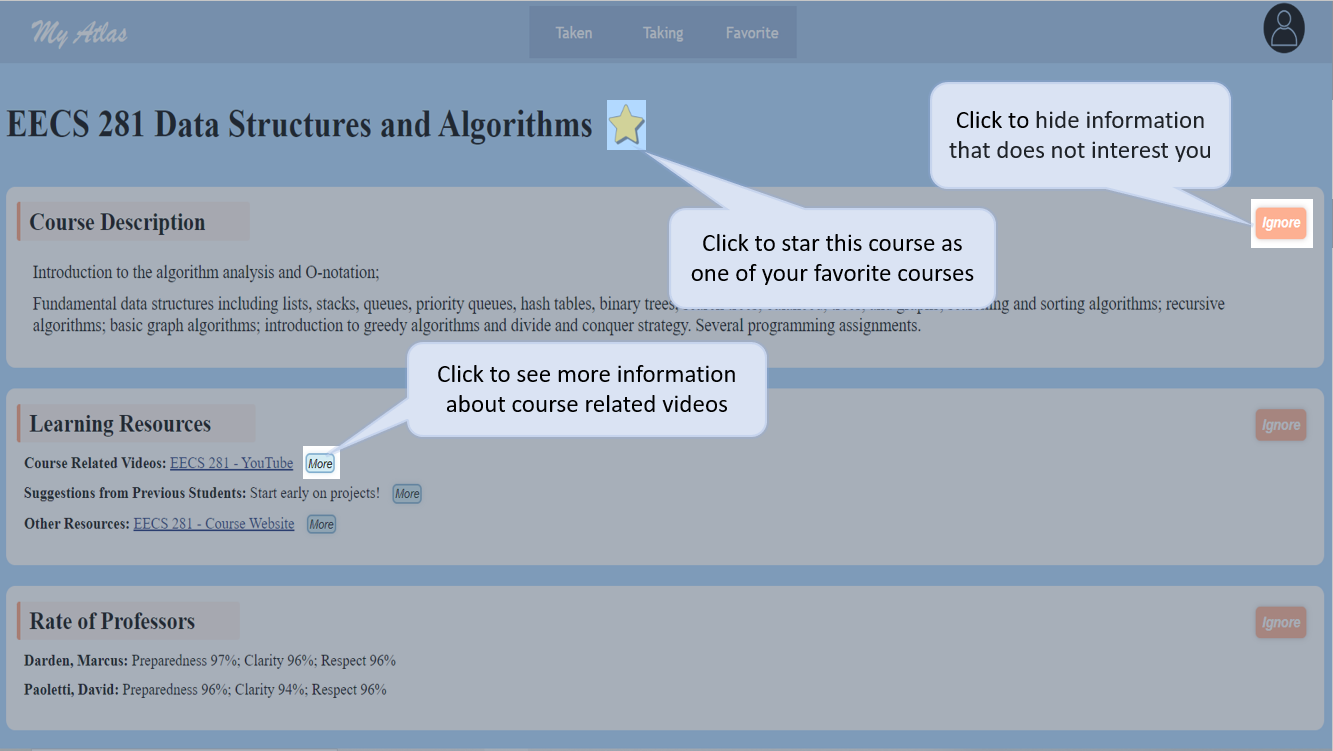 My Atlas
Taken Taking Favorite
EECS 281 Data Structures and Algorithms
Click to hide information
that does not interest you
Course Description
Ignore
Click to star this course as
one of your favorite courses
Introduction to the algorithm analysis and O-notation;
Fundamental data structures including lists, stacks, queues, priority queues, hash tables, binary trees, and sorting algorithms; recursive
algorithms; basic graph algorithms; introduction to greedy algorithms and divide and conquer strategy. Several programming assignments.
Click to see more information
about course related videos
Learning Resources
Ignore
Course Related Videos: EECS 281 - YouTube More
Suggestions from Previous Students: Start early on projects! More
Other Resources: EECS 281 - Course Website More
Rate of Professors
Ignore
Darden, Marcus: Preparedness 97%; Clarity 96%; Respect 96%
Paoletti, David: Preparedness 96%; Clarity 94%; Respect 96%